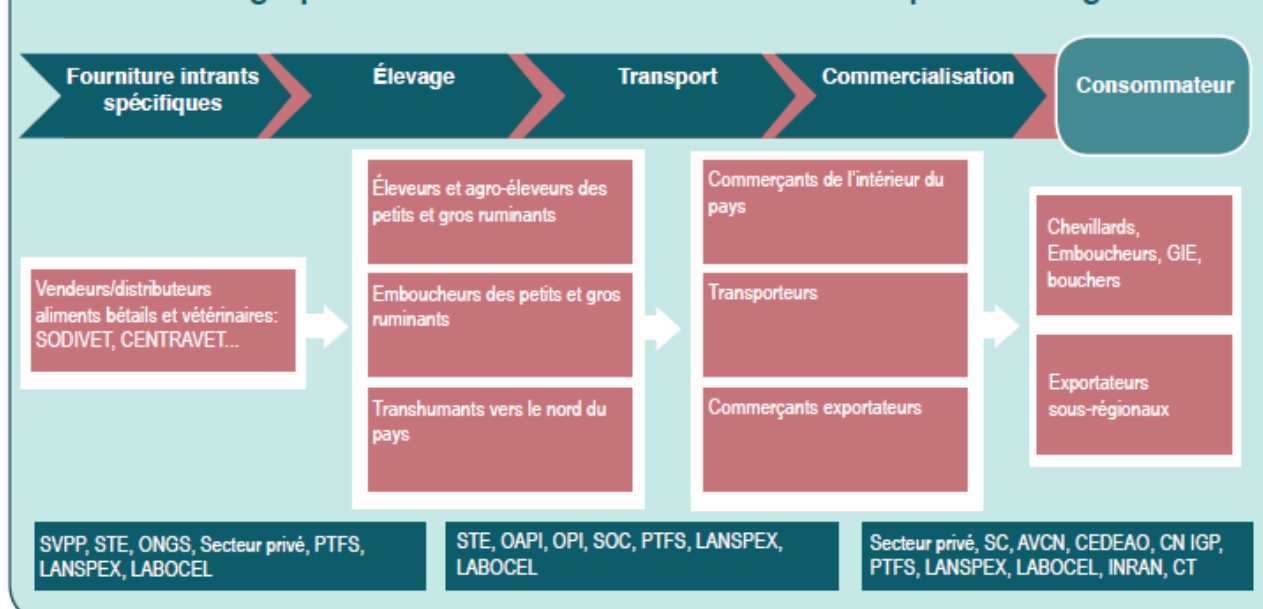 Fourniture intrants
spécifiques
Élevage
Transport
Commercialisation
Consommateur
Vendeurs/distributeurs
aliments bétails et vétérinaires:
SODIVET, CENTRAVET...
Éleveurs et agro-éleveurs des
petits et gros ruminants
Emboucheurs des petits et gros
ruminants
Transhumants vers le nord du
pays
Commerçants de l'intérieur du
pays
Transporteurs
Commerçants exportateurs
Chevillards,
Emboucheurs, GIE,
bouchers
Exportateurs
sous-régionaux
SVPP, STE, ONGS, Secteur privé, PTFS,
LANSPEX, LABOCEL
STE, OAPI, OPI, SOC, PTFS, LANSPEX,
LABOCEL
Secteur privé, SC, AVCN, CEDEAO, CN IGP,
PTFS, LANSPEX, LABOCEL, INRAN, CT